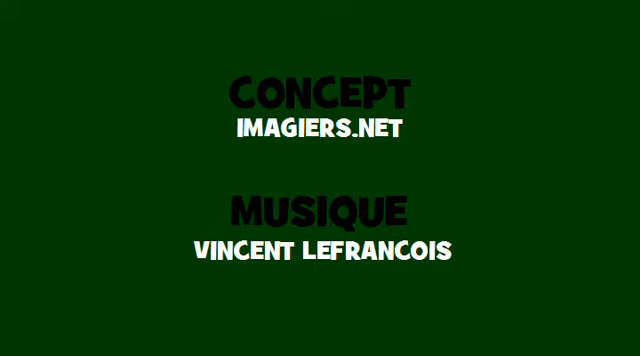 CONCEPT
IMAGIERS.NET
MUSIQUE
VINCENT LEFRANCOIS